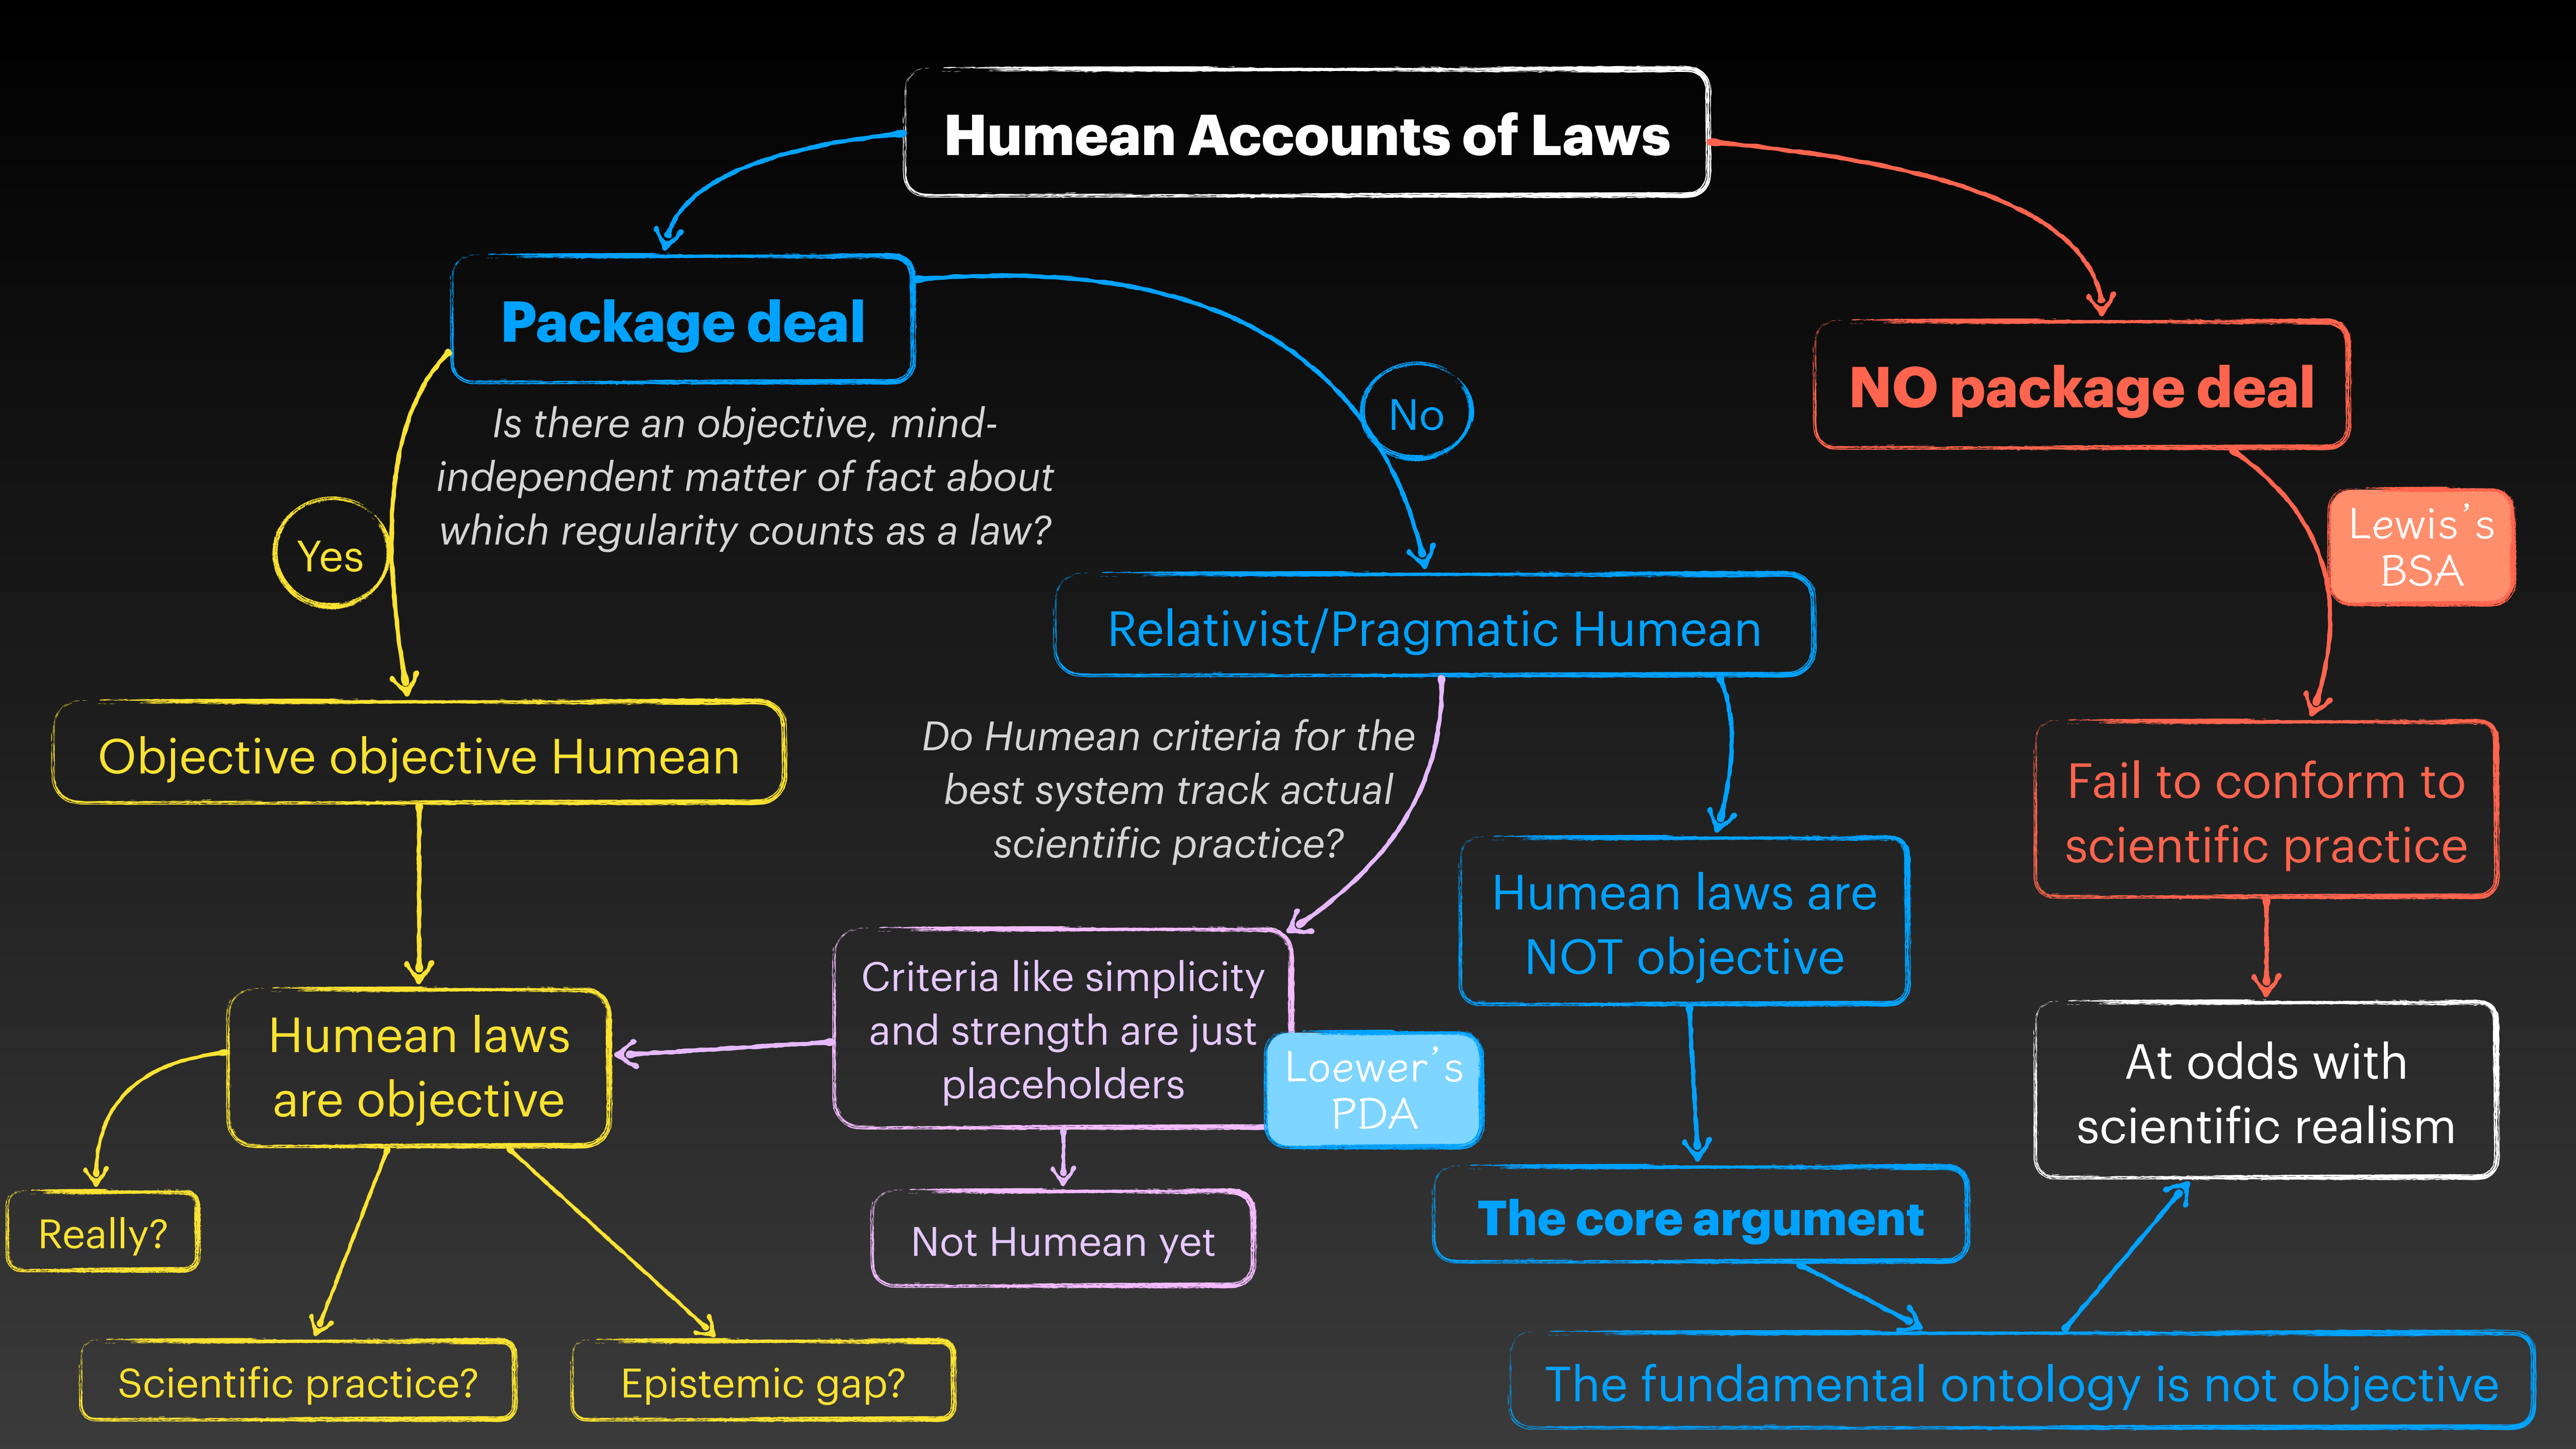 Humean Accounts of Laws
Package deal
NO package deal
Is there an objective, mind-
independent matter of fact about
which regularity counts as a law?
No
Yes
Lewis's
BSA
Relativist/Pragmatic Humean
Objective objective Humean
Do Humean criteria for the
best system track actual
scientific practice?
Fail to conform to
scientific practice
Humean laws are
NOT objective
Criteria like simplicity
and strength are just
placeholders
Humean laws
are objective
Loewer's
PDA
At odds with
scientific realism
Really?
Not Humean yet
The core argument
Scientific practice?
Epistemic gap?
The fundamental ontology is not objective